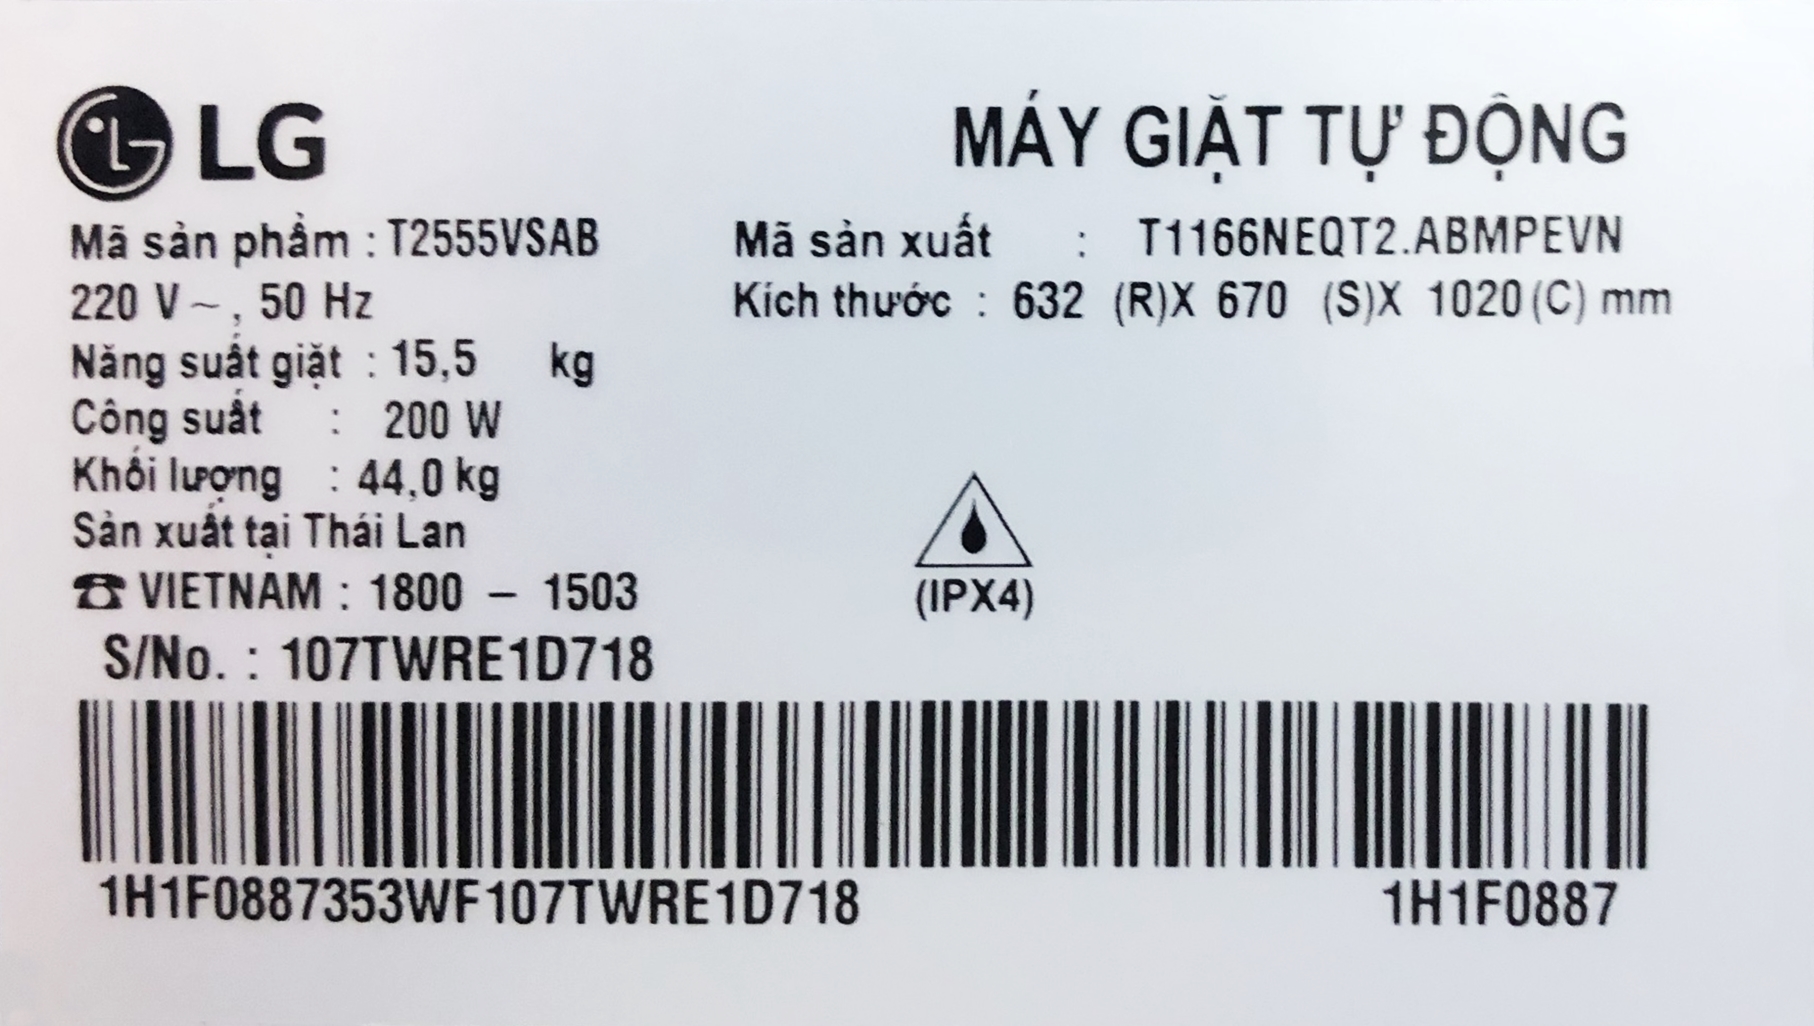 LG
MÁY GIẶT TỰ ĐỘNG
Mã sản phẩm : T2555VSAB
220 V ~ , 50 Hz
Năng suất giặt : 15,5 kg
Công suất : 200 W
Khối lượng : 44,0 kg
Sản xuất tại Thái Lan
☎ VIETNAM : 1800 – 1503
S/No. : 107TWRE1D718
Mã sản xuất : T1166NEQT2.ABMPEVN
Kích thước : 632 (R)X 670 (S)X 1020 (C) mm
(IPX4)
1H1F0887353WF107TWRE1D718
1H1F0887